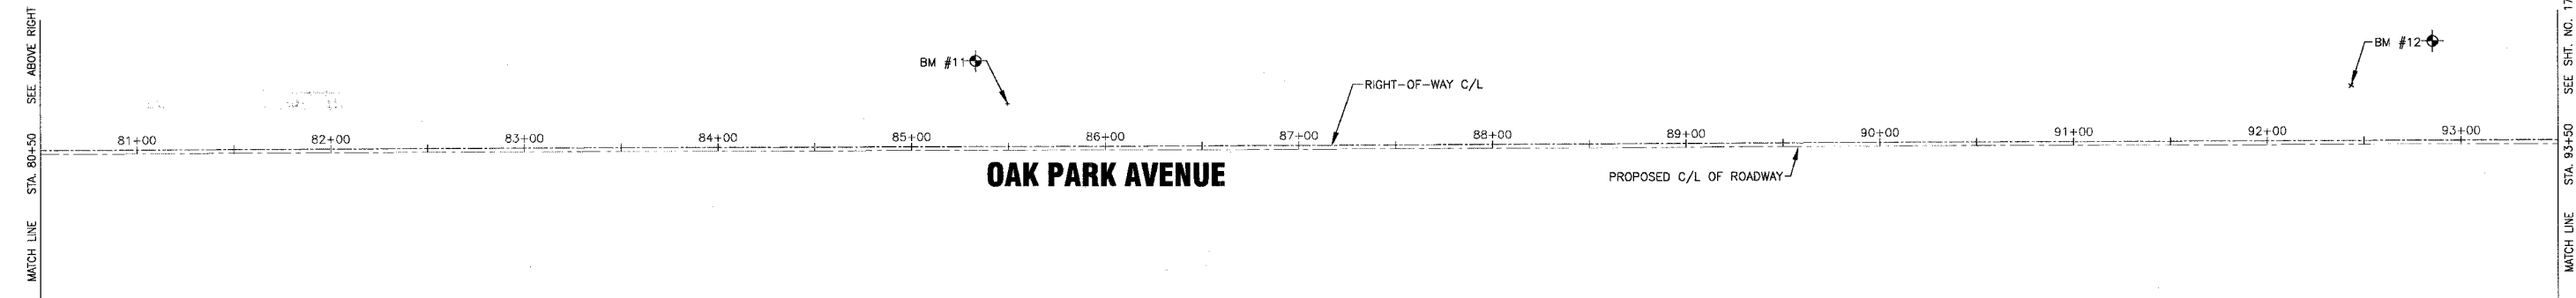 MATCH LINE STA. 80+50 SEE ABOVE RIGHT
BM #11
BM #12
RIGHT-OF-WAY C/L
81+00 82+00 83+00 84+00 85+00 86+00 87+00 88+00 89+00 90+00 91+00 92+00 93+00
OAK PARK AVENUE
PROPOSED C/L OF ROADWAY
MATCH LINE STA. 93+50 SEE SHT. NO. 17